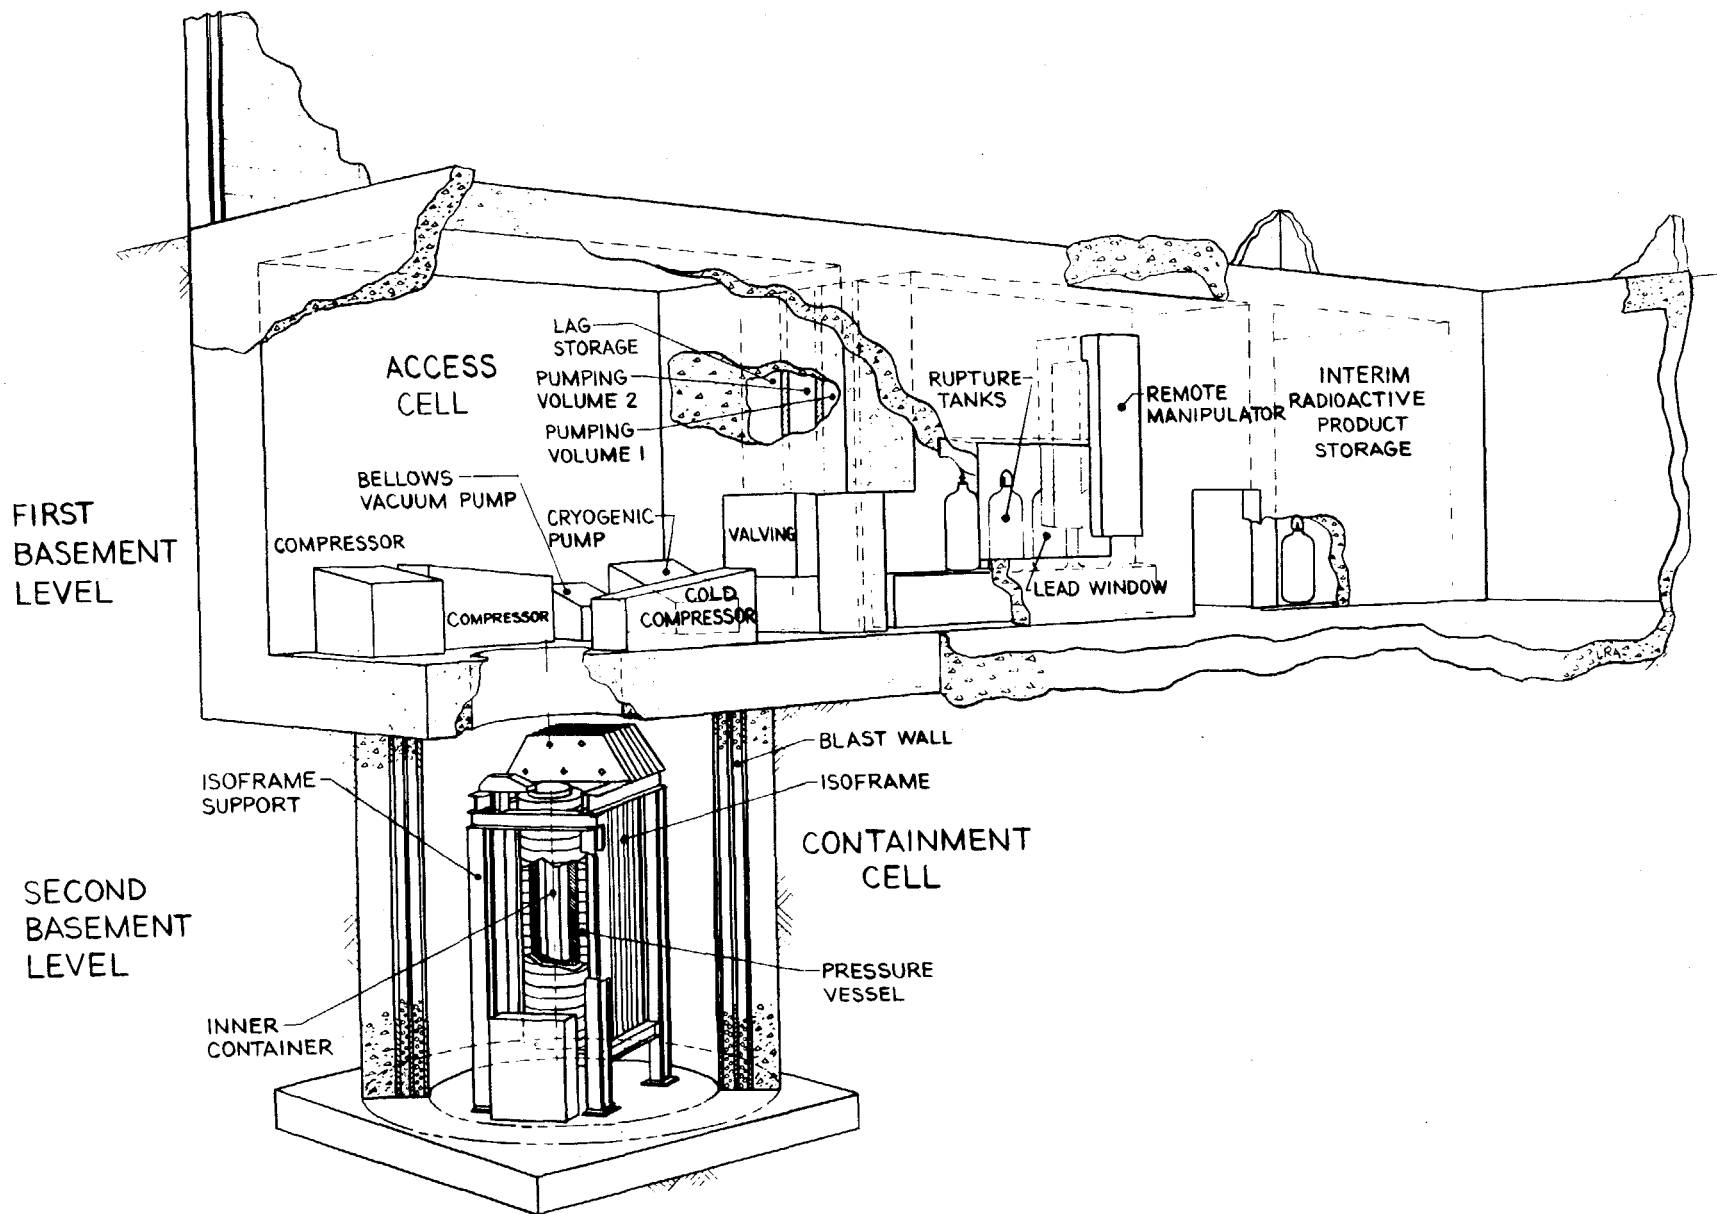 LAG
STORAGE
PUMPING
VOLUME 2
PUMPING
VOLUME 1
ACCESS
CELL
BELLOWS
VACUUM PUMP
CRYOGENIC
PUMP
VALVING
RUPTURE
TANKS
REMOTE
MANIPULATOR
INTERIM
RADIOACTIVE
PRODUCT
STORAGE
FIRST
BASEMENT
LEVEL
COMPRESSOR
COMPRESSOR
COLD
COMPRESSOR
LEAD WINDOW
ISOFRAME
SUPPORT
BLAST WALL
ISOFRAME
CONTAINMENT
CELL
SECOND
BASEMENT
LEVEL
PRESSURE
VESSEL
INNER
CONTAINER